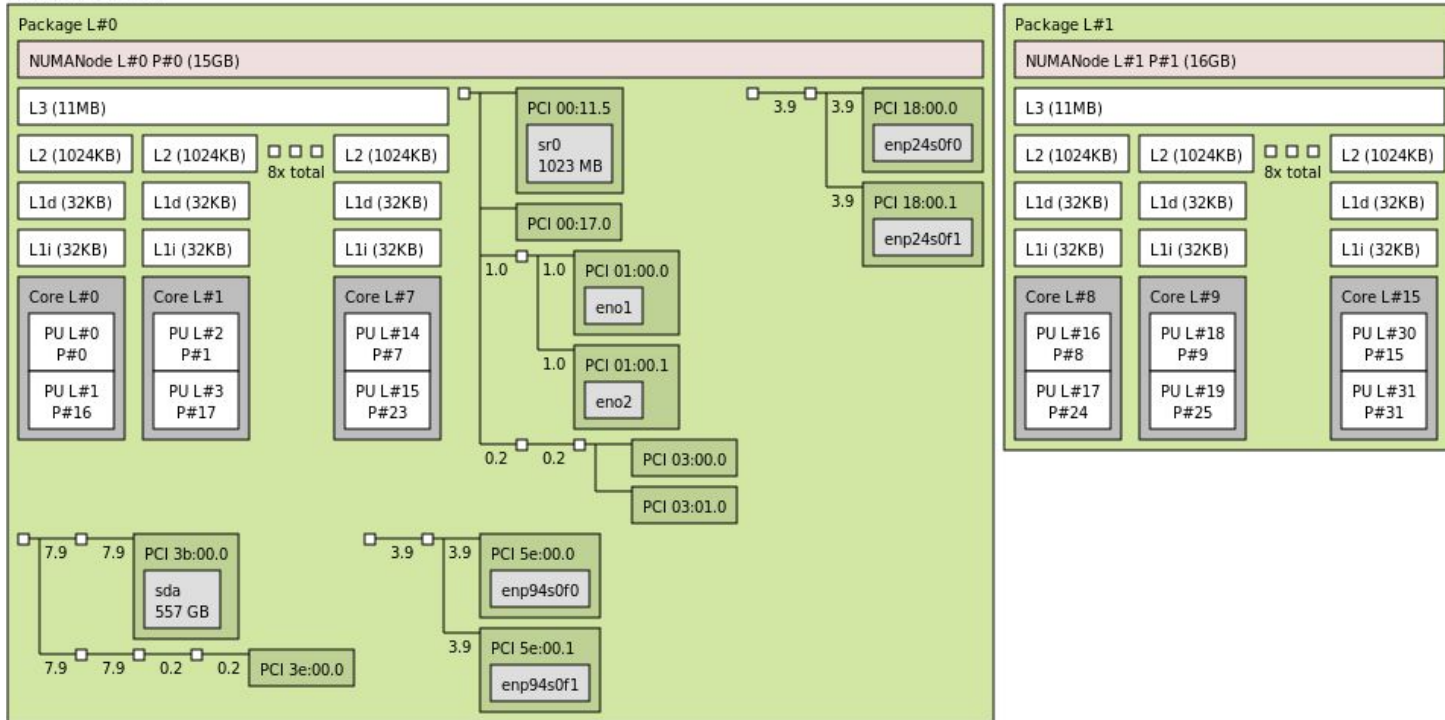 Package L#0
NUMANode L#0 P#0 (15GB)
L3 (11MB)
L2 (1024KB) L2 (1024KB) 8x total L2 (1024KB)
L1d (32KB) L1d (32KB) L1d (32KB)
L1i (32KB) L1i (32KB) L1i (32KB)
Core L#0
PU L#0
P#0
PU L#1
P#16
Core L#1
PU L#2
P#1
PU L#3
P#17
Core L#7
PU L#14
P#7
PU L#15
P#23
PCI 00:11.5
sr0
1023 MB
PCI 00:17.0
1.0 1.0 PCI 01:00.0
eno1
1.0 PCI 01:00.1
eno2
0.2 0.2 PCI 03:00.0
PCI 03:01.0
3.9 3.9 PCI 18:00.0
enp24s0f0
3.9 PCI 18:00.1
enp24s0f1
7.9 7.9 PCI 3b:00.0
sda
557 GB
7.9 7.9 0.2 0.2 PCI 3e:00.0
3.9 3.9 PCI 5e:00.0
enp94s0f0
3.9 PCI 5e:00.1
enp94s0f1
Package L#1
NUMANode L#1 P#1 (16GB)
L3 (11MB)
L2 (1024KB) L2 (1024KB) 8x total L2 (1024KB)
L1d (32KB) L1d (32KB) L1d (32KB)
L1i (32KB) L1i (32KB) L1i (32KB)
Core L#8
PU L#16
P#8
PU L#17
P#24
Core L#9
PU L#18
P#9
PU L#19
P#25
Core L#15
PU L#30
P#15
PU L#31
P#31